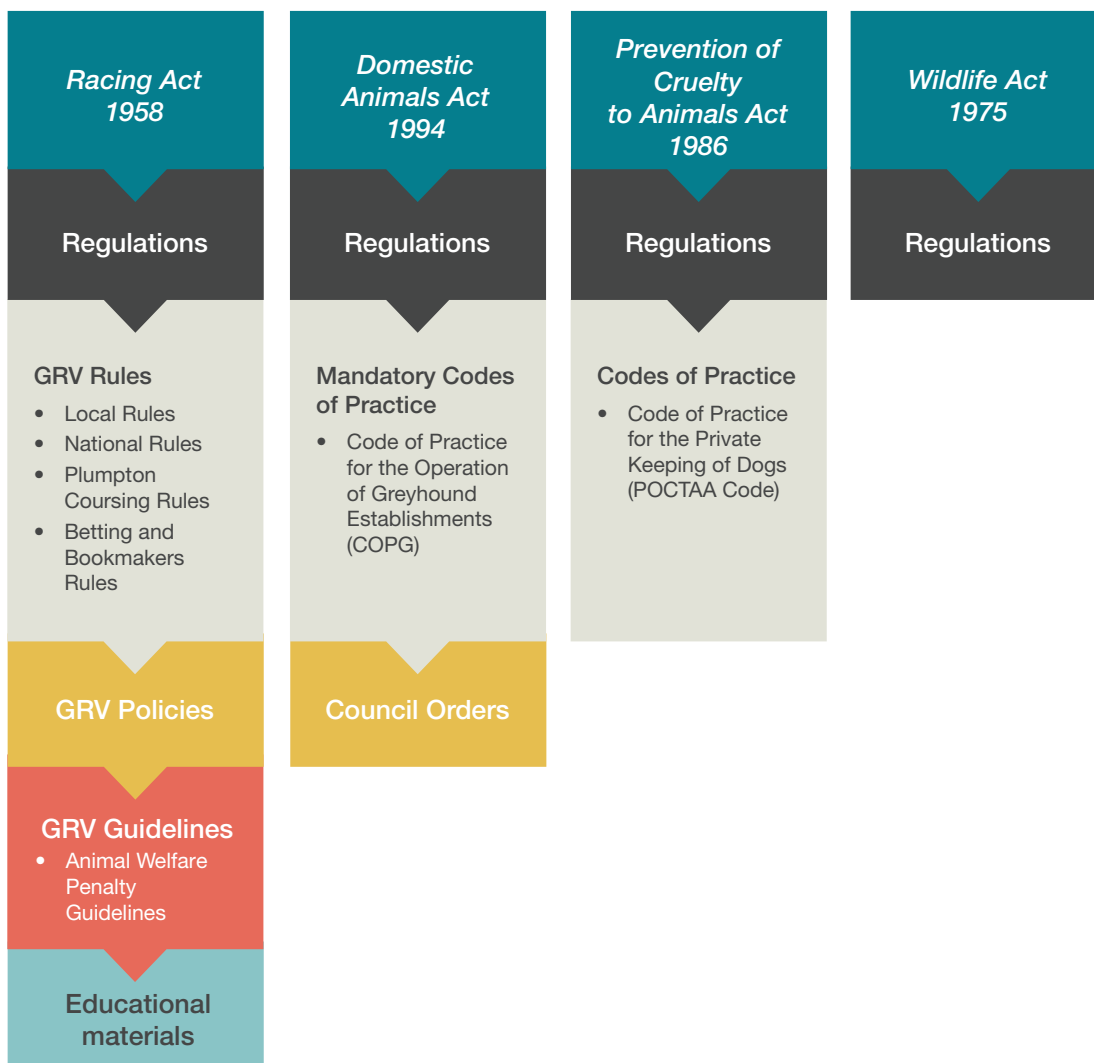 Racing Act
1958
Domestic
Animals Act
1994
Prevention of
Cruelty
to Animals Act
1986
Wildlife Act
1975
Regulations
Regulations
Regulations
Regulations
GRV Rules
• Local Rules
• National Rules
• Plumpton
Coursing Rules
• Betting and
Bookmakers
Rules
Mandatory Codes
of Practice
• Code of Practice
for the Operation
of Greyhound
Establishments
(COPG)
Codes of Practice
• Code of Practice
for the Private
Keeping of Dogs
(POCTAA Code)
GRV Policies
Council Orders
GRV Guidelines
• Animal Welfare
Penalty
Guidelines
Educational
materials